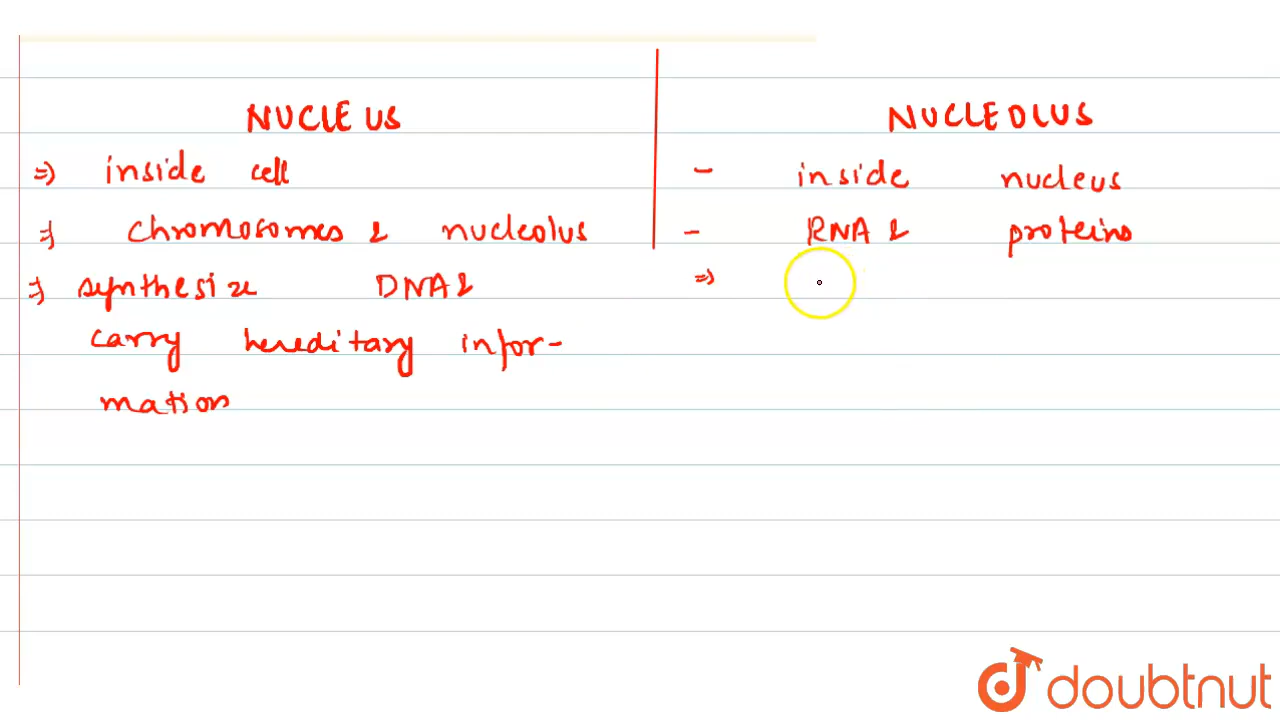 NUCLEUS
=> inside cell
=> Chromosomes & nucleolus
=> synthesize DNA &
carry hereditary infor-
mation
NUCLEOLUS
- inside nucleus
- RNA & proteins
=>
doubtnut